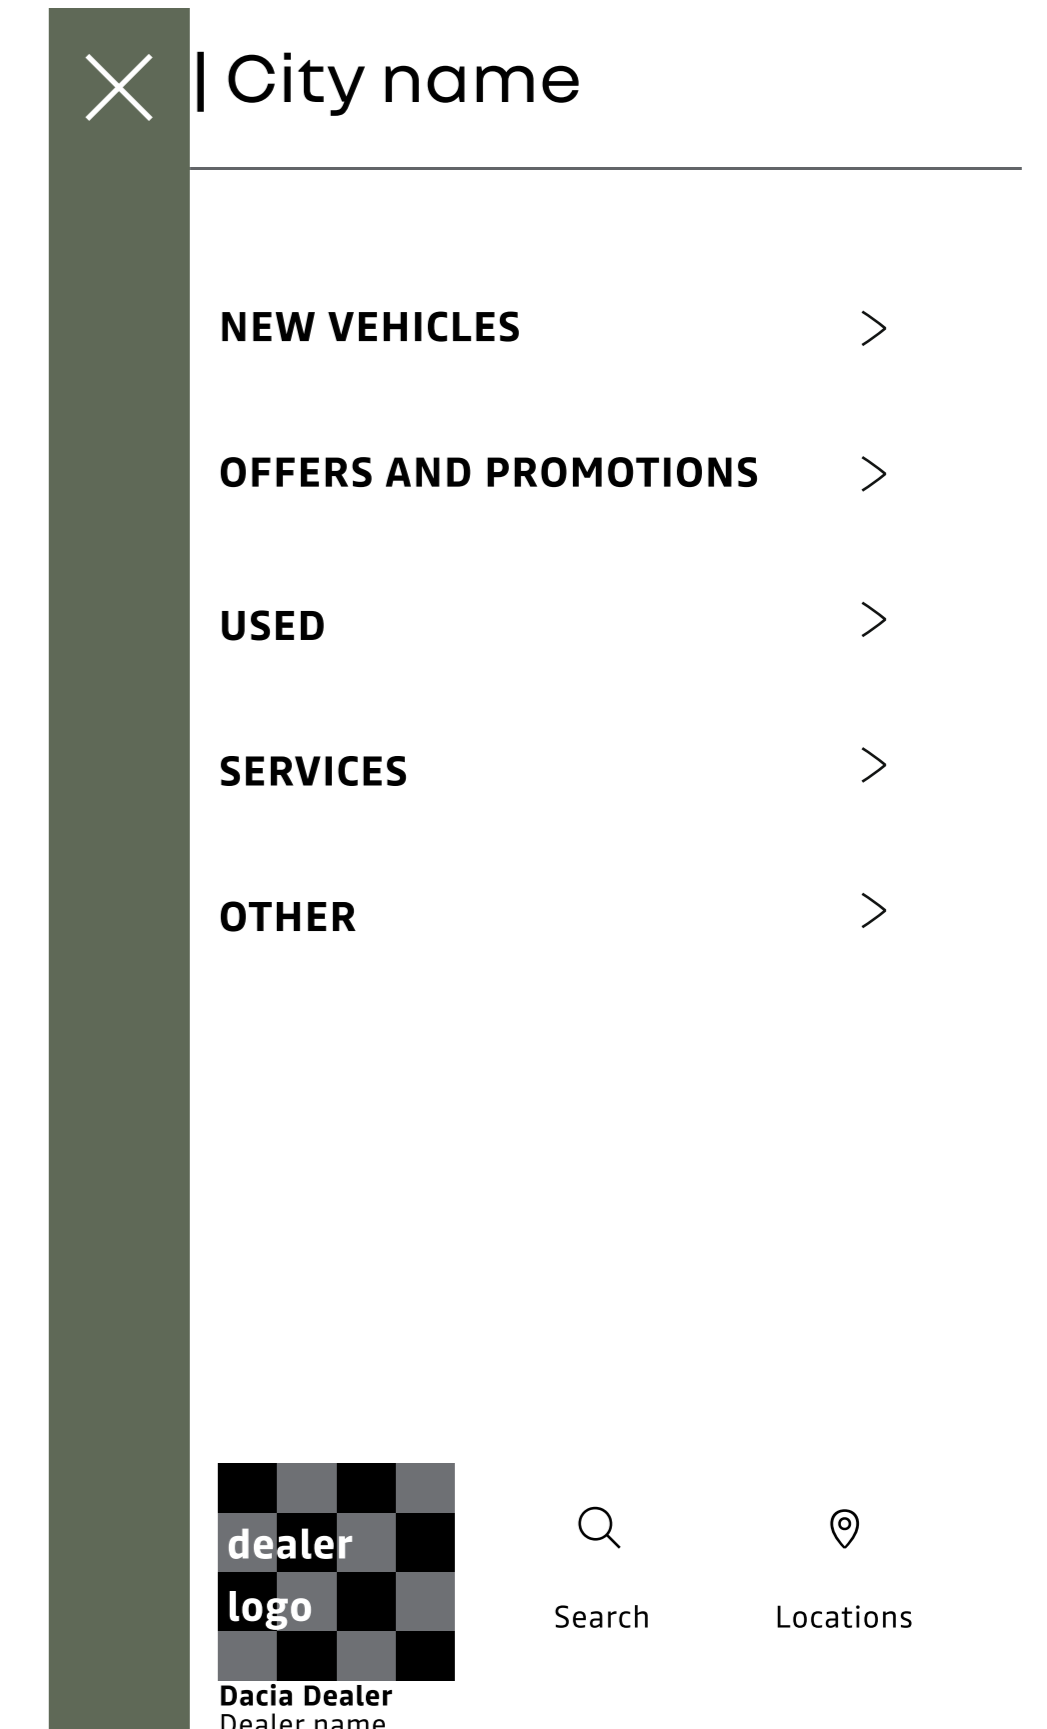 | City name
NEW VEHICLES
OFFERS AND PROMOTIONS
USED
SERVICES
OTHER
dealer
logo
Search
Locations
Dacia Dealer
Dealer name